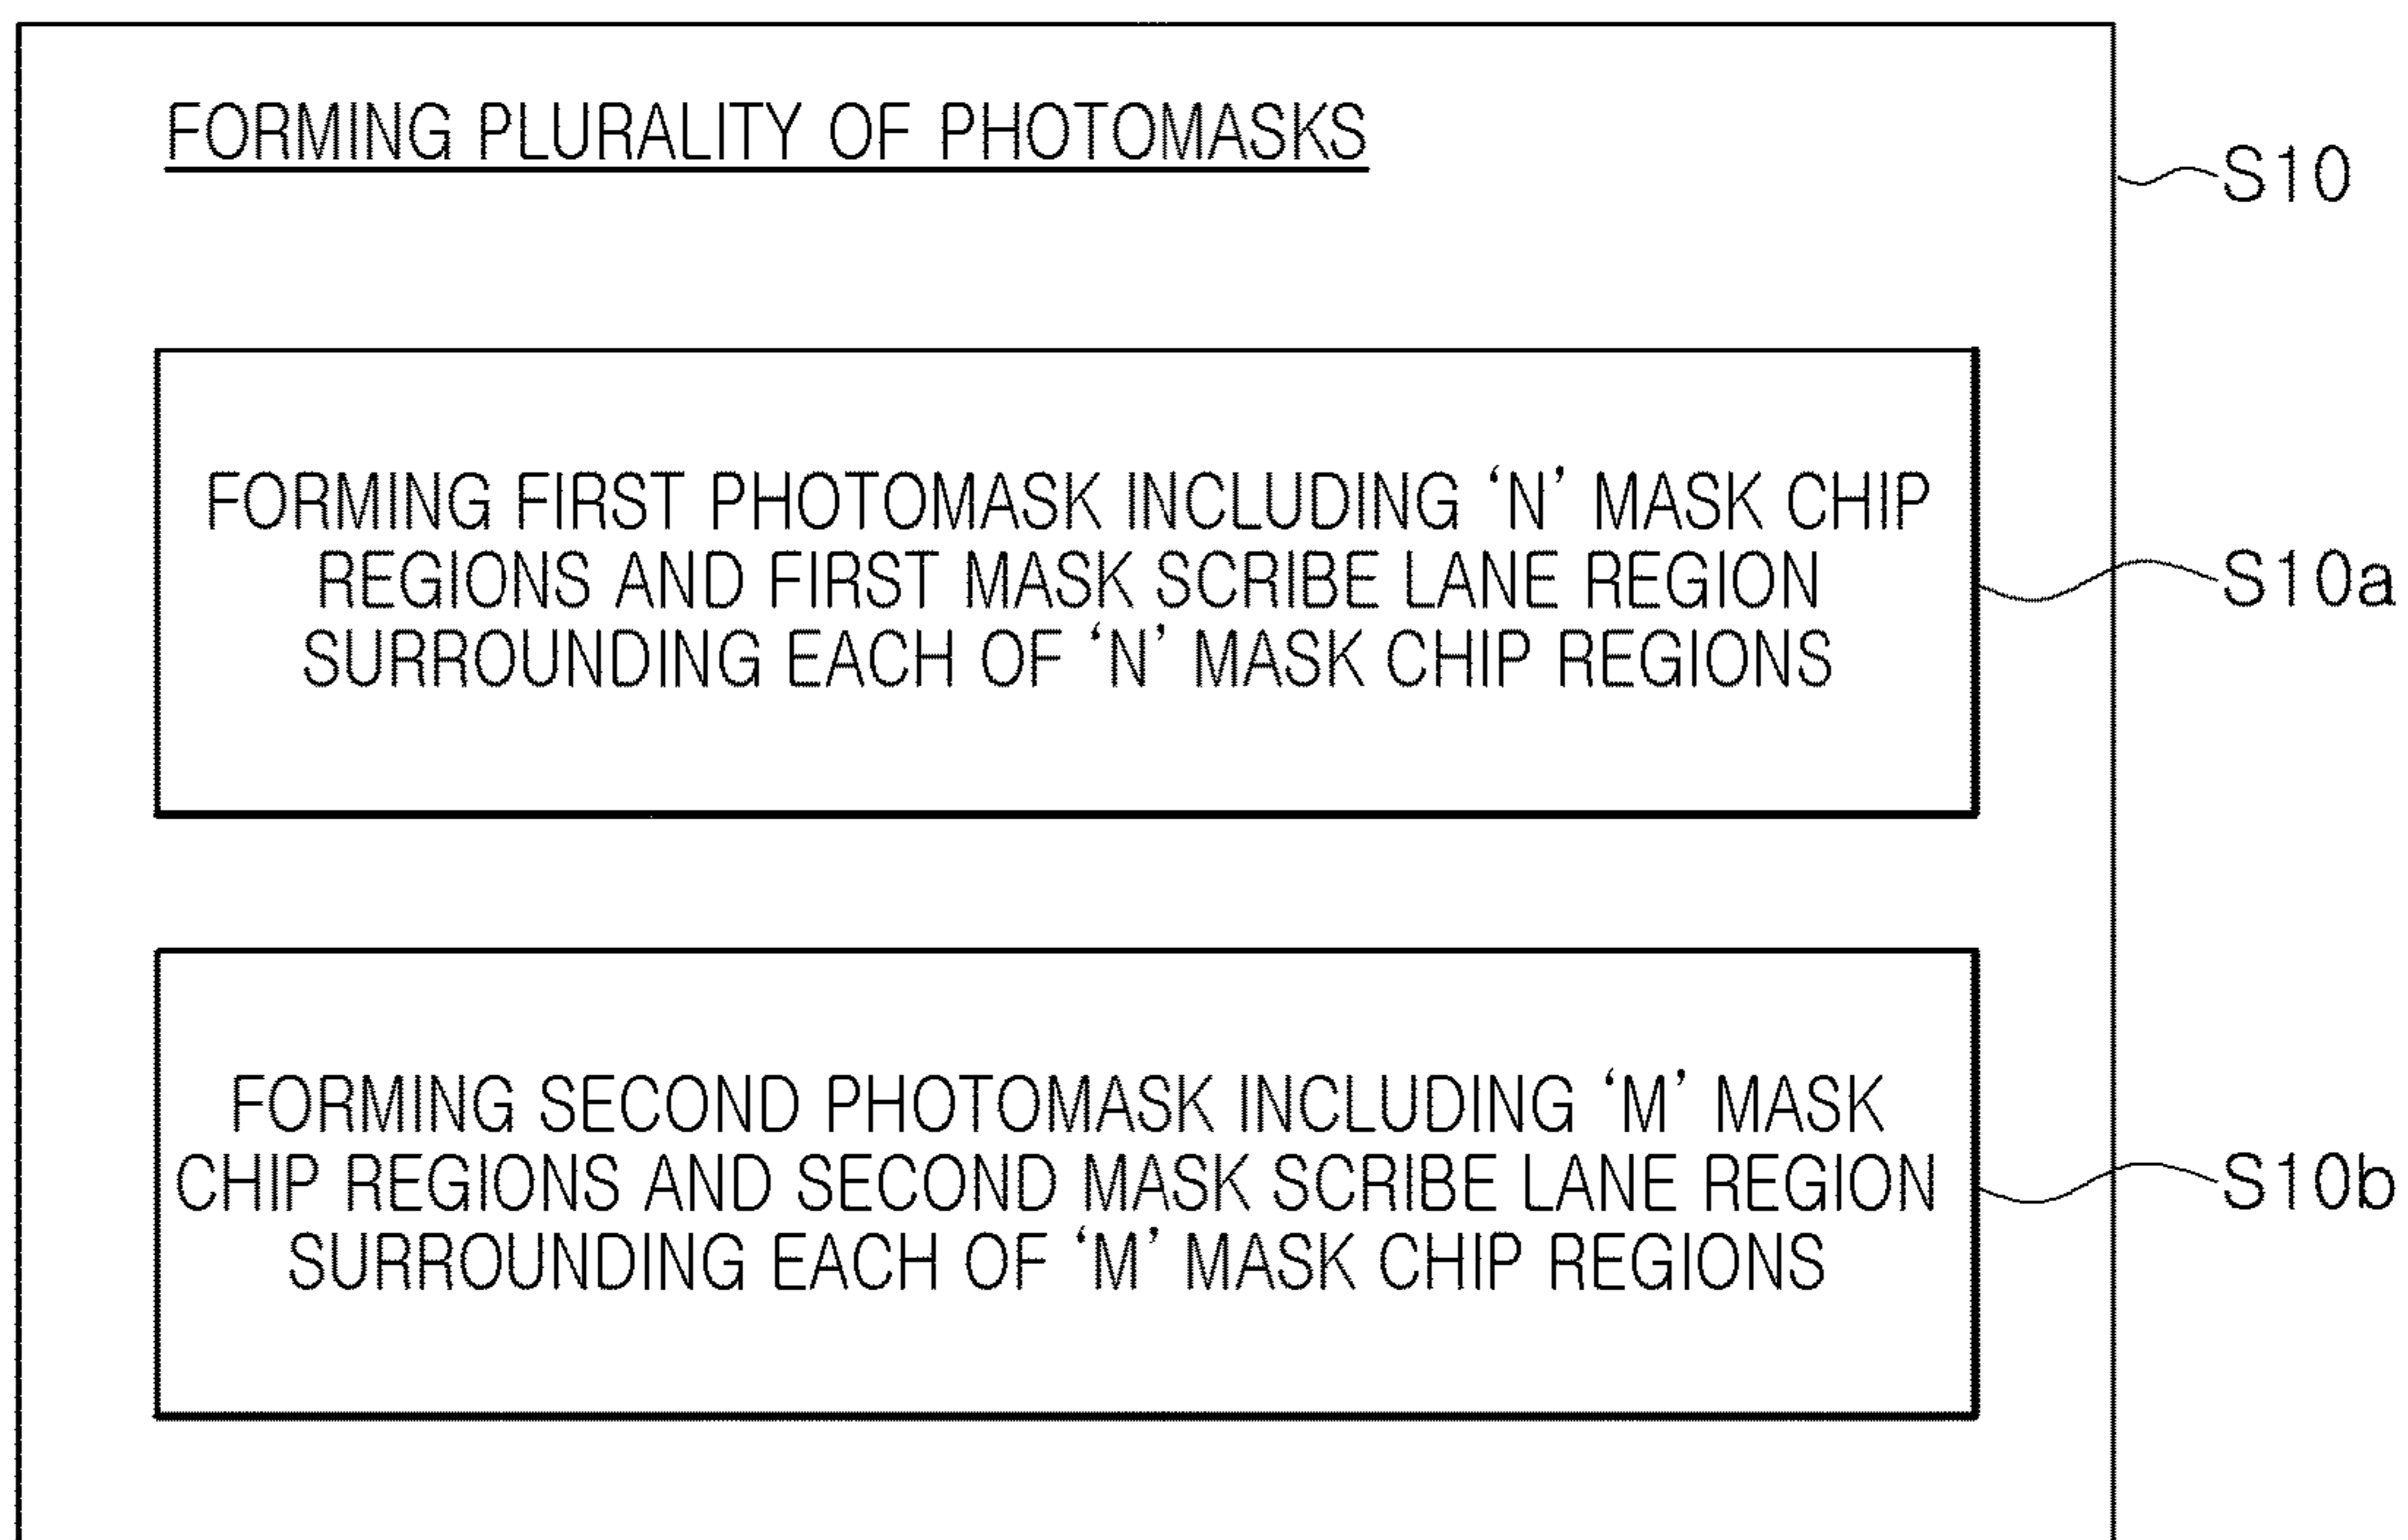 FORMING PLURALITY OF PHOTOMASKS
S10
FORMING FIRST PHOTOMASK INCLUDING ‘N’ MASK CHIP
REGIONS AND FIRST MASK SCRIBE LANE REGION
SURROUNDING EACH OF ‘N’ MASK CHIP REGIONS
S10a
FORMING SECOND PHOTOMASK INCLUDING ‘M’ MASK
CHIP REGIONS AND SECOND MASK SCRIBE LANE REGION
SURROUNDING EACH OF ‘M’ MASK CHIP REGIONS
S10b